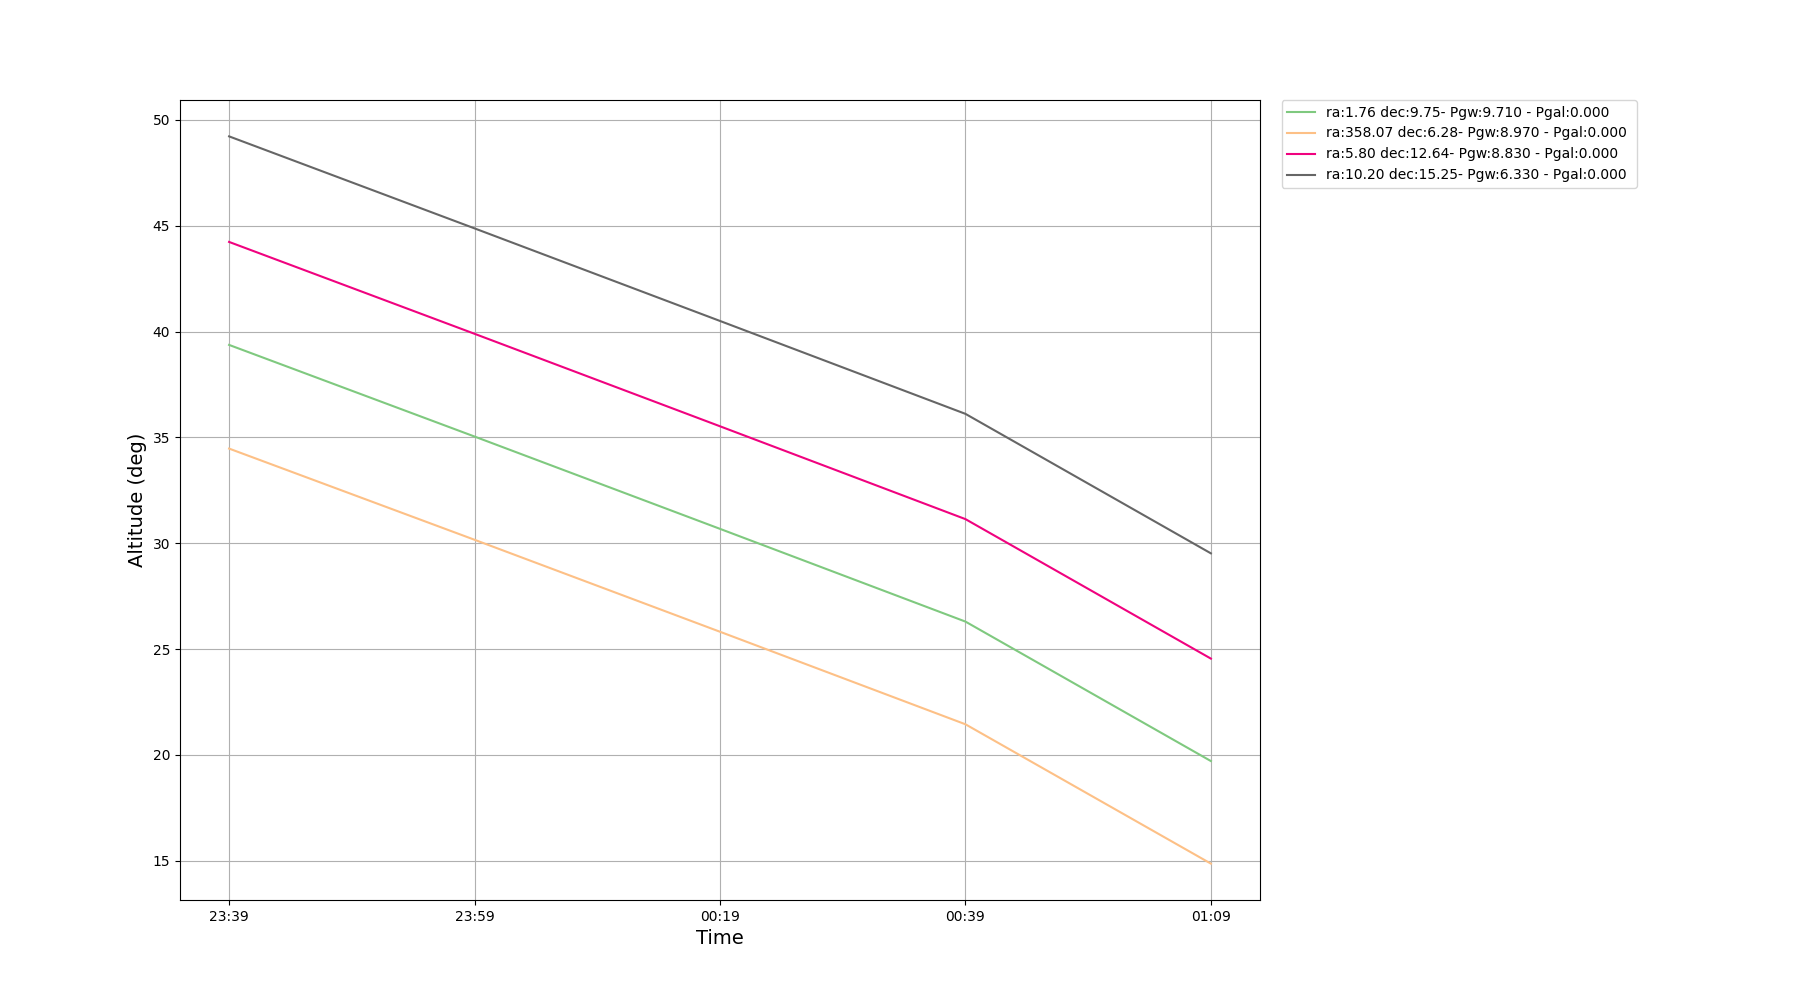 ra:1.76 dec:9.75- Pgw:9.710 - Pgal:0.000
ra:358.07 dec:6.28- Pgw:8.970 - Pgal:0.000
ra:5.80 dec:12.64- Pgw:8.830 - Pgal:0.000
ra:10.20 dec:15.25- Pgw:6.330 - Pgal:0.000
50
45
40
35
30
25
20
15
Altitude (deg)
23:39 23:59 00:19 00:39 01:09
Time